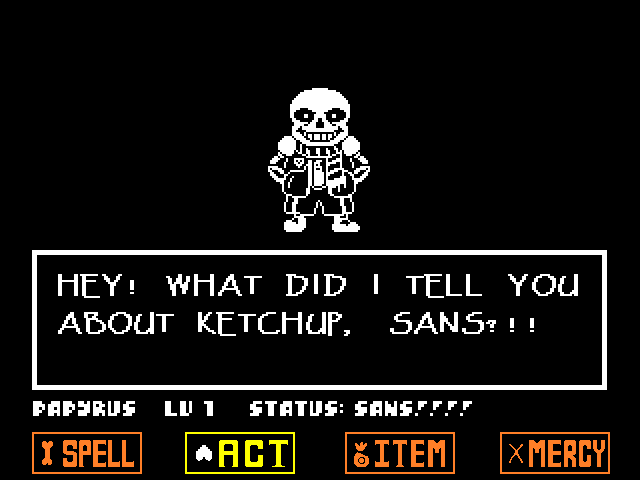 HEY! WHAT DID I TELL YOU
ABOUT KETCHUP, SANS?!!
PAPYRUS LV 1 STATUS: SANS!!!!
SPELL ACT ITEM MERCY